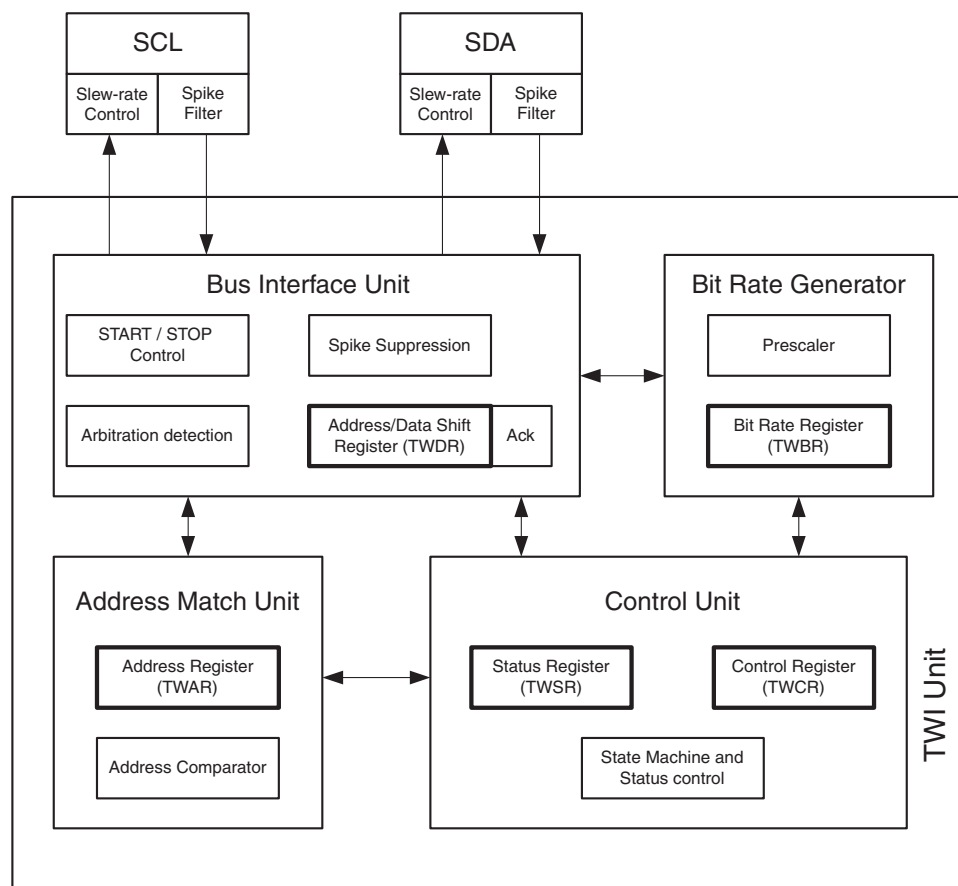 SCL
Slew-rate
Control
Spike
Filter
SDA
Slew-rate
Control
Spike
Filter
Bus Interface Unit
START / STOP
Control
Spike Suppression
Arbitration detection
Address/Data Shift
Register (TWDR)
Ack
Bit Rate Generator
Prescaler
Bit Rate Register
(TWBR)
Address Match Unit
Address Register
(TWAR)
Address Comparator
Control Unit
Status Register
(TWSR)
Control Register
(TWCR)
State Machine and
Status control
TWI Unit